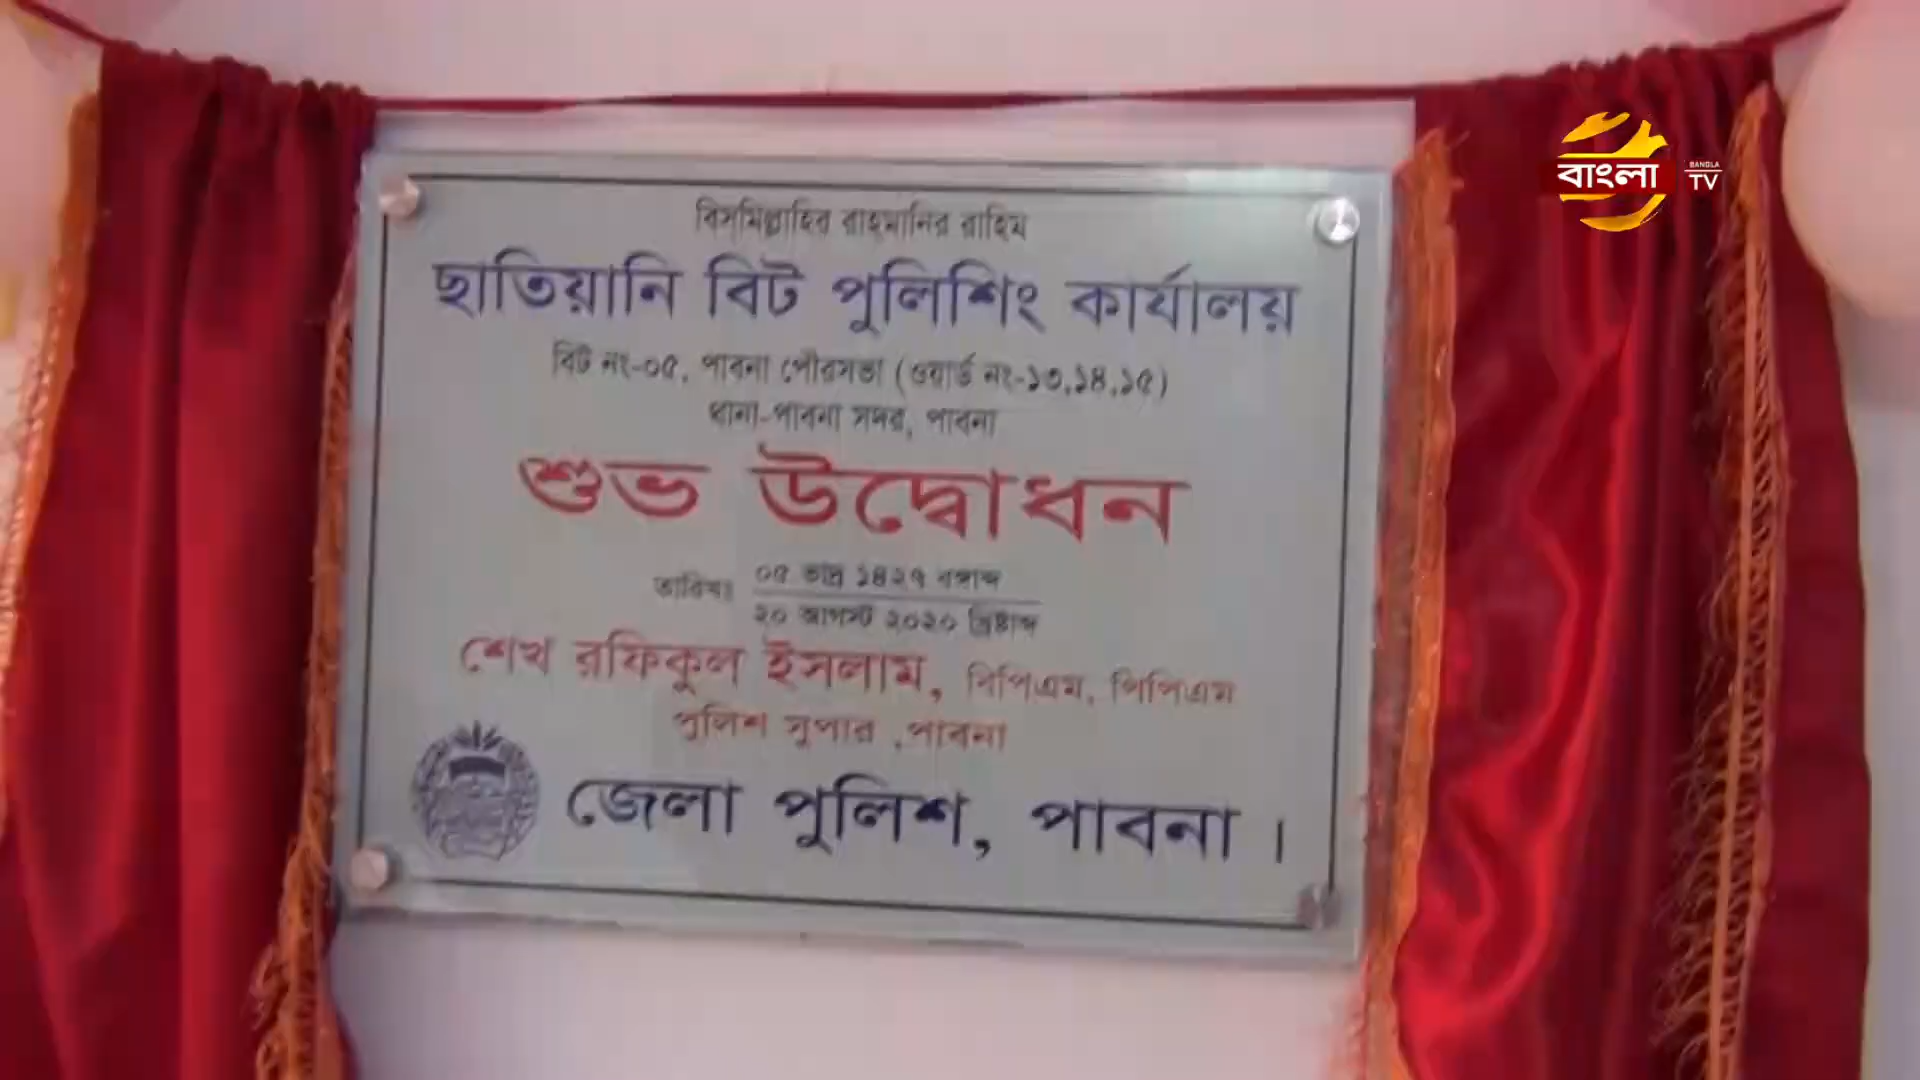 বিসমিল্লাহির রাহমানির রাহিম
ছাতিয়ানি বিট পুলিশিং কার্যালয়
বিট নং-০৫, পাবনা পৌরসভা (ওয়ার্ড নং-১৩,১৪,১৫)
থানা-পাবনা সদর, পাবনা
শুভ উদ্বোধন
তারিখঃ ০৫ ভাদ্র ১৪২৭ বঙ্গাব্দ
২০ আগস্ট ২০২০ খ্রিষ্টাব্দ
শেখ রফিকুল ইসলাম, বিপিএম, পিপিএম
পুলিশ সুপার ,পাবনা
জেলা পুলিশ, পাবনা।
বাংলা
BANGLA
TV